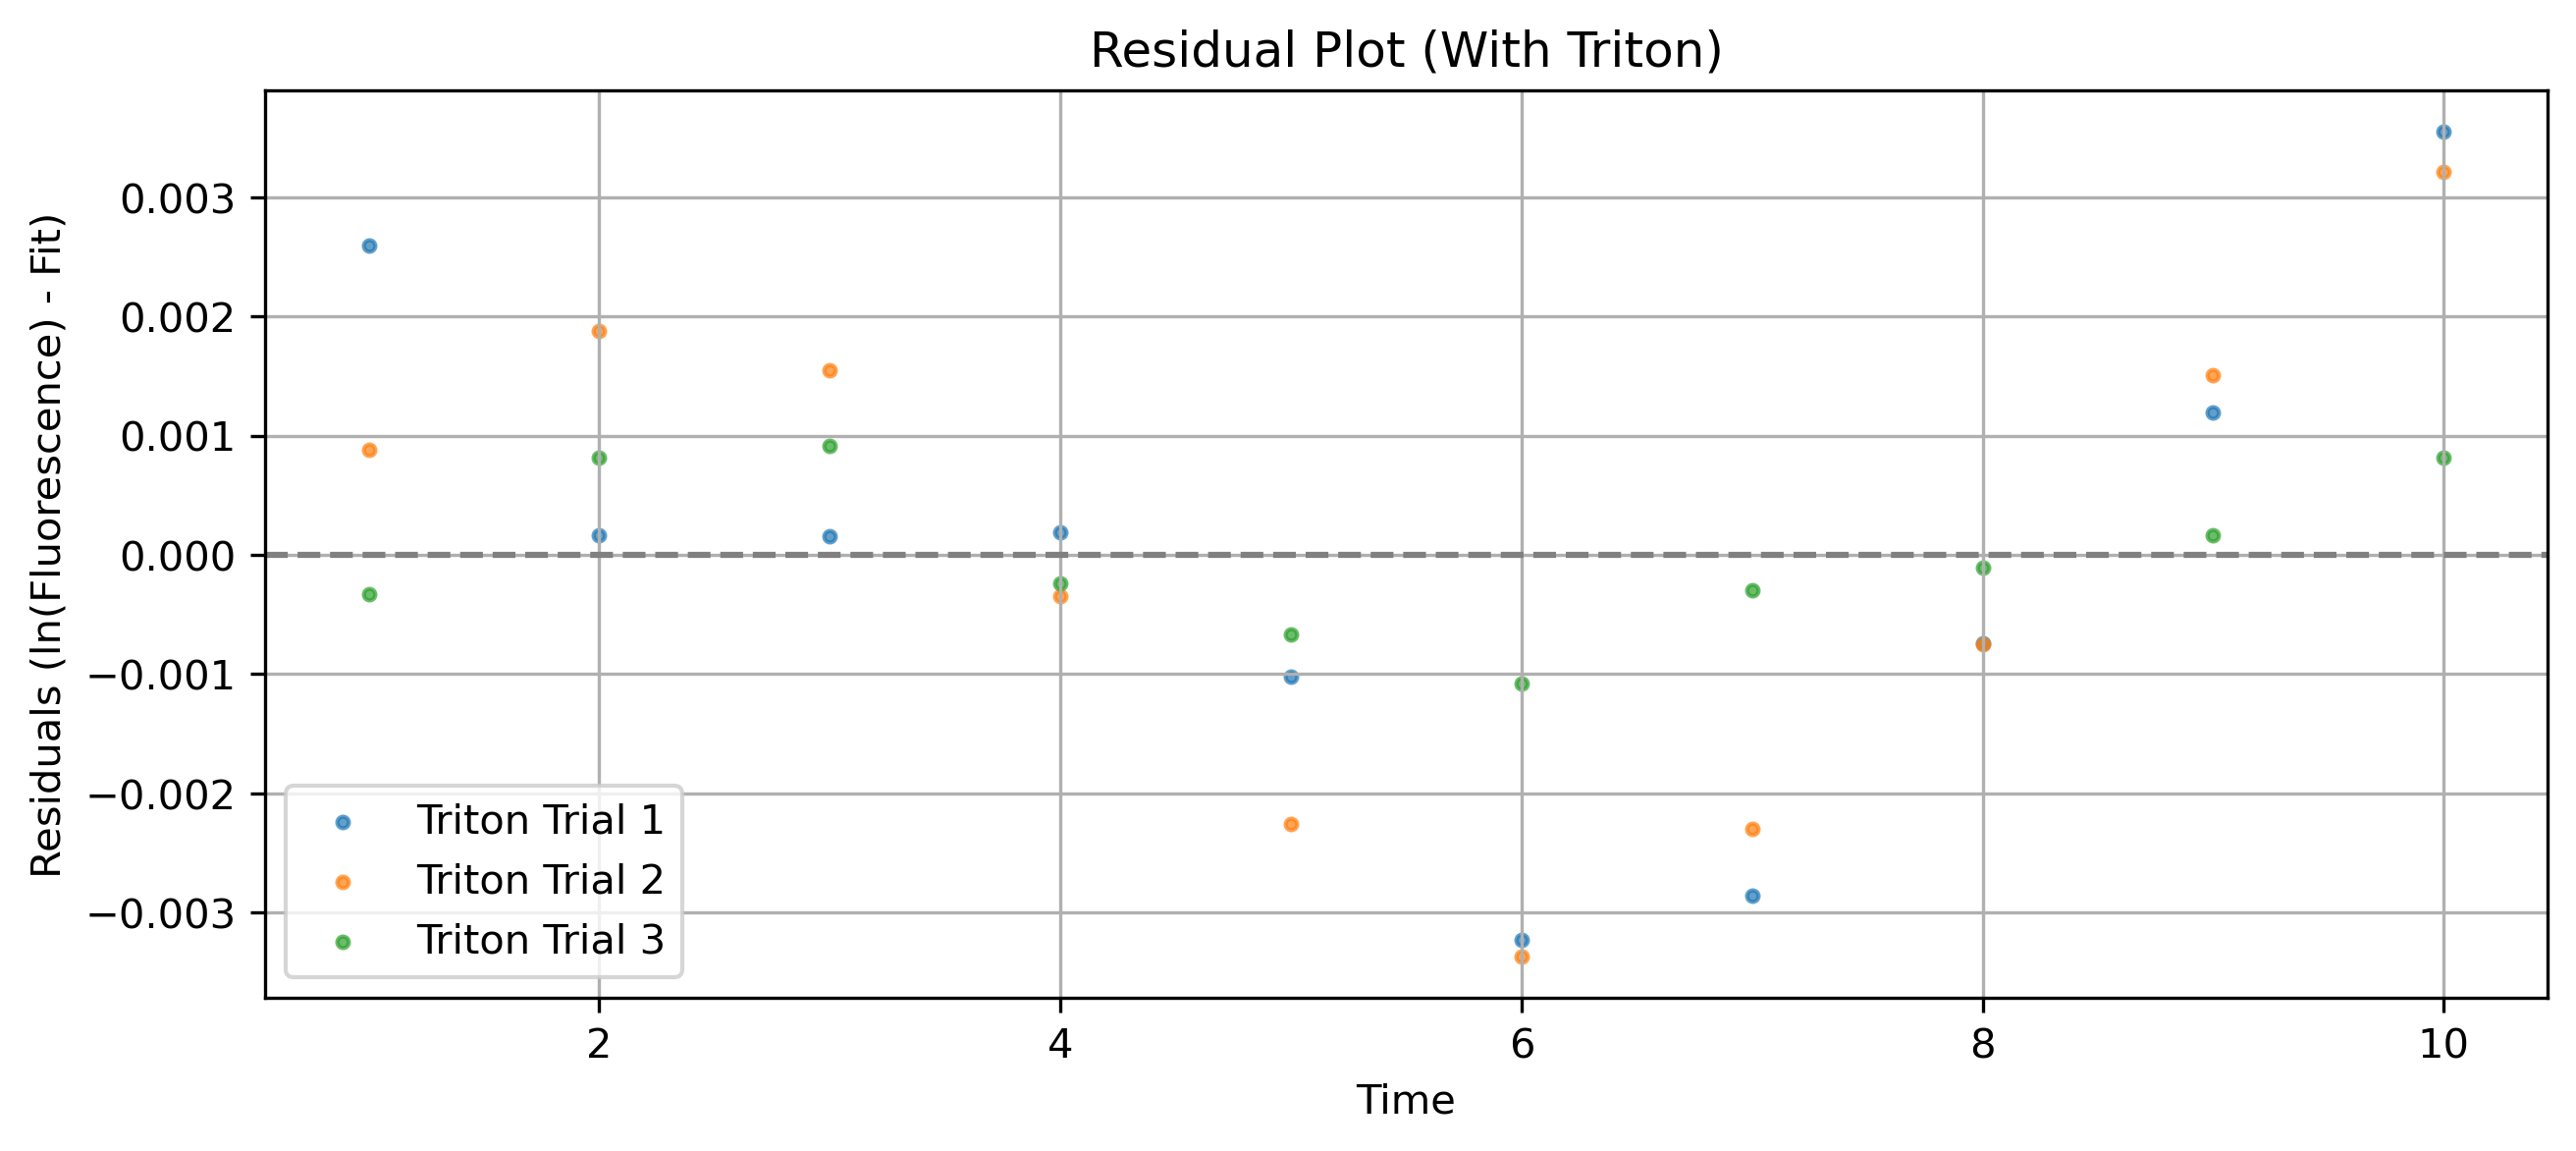 Residual Plot (With Triton)
Residuals (ln(Fluorescence) - Fit)
0.003
0.002
0.001
0.000
−0.001
−0.002
−0.003
Triton Trial 1
Triton Trial 2
Triton Trial 3
2 4 6 8 10
Time